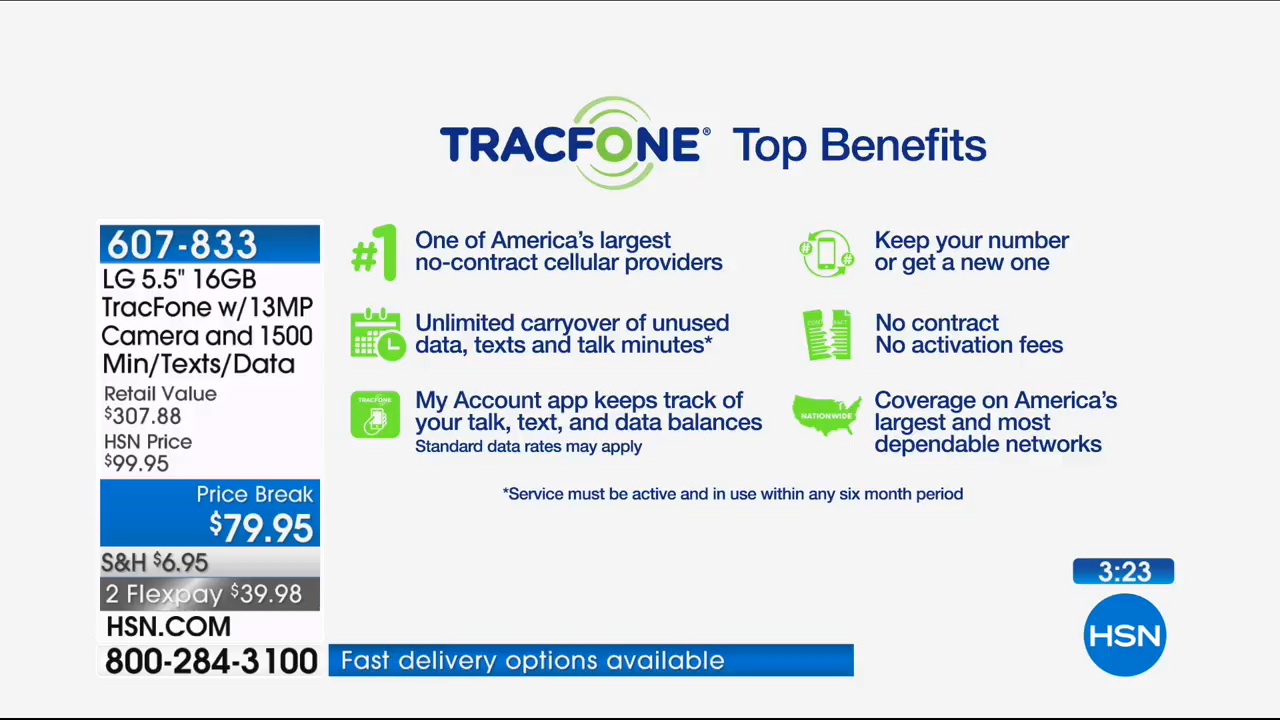 TRACFONE® Top Benefits
607-833
LG 5.5" 16GB
TracFone w/13MP
Camera and 1500
Min/Texts/Data
Retail Value
$307.88
HSN Price
$99.95
Price Break
$79.95
S&H $6.95
2 Flexpay $39.98
HSN.COM
800-284-3100
#1
One of America's largest
no-contract cellular providers
Unlimited carryover of unused
data, texts and talk minutes*
TRACFONE
My Account app keeps track of
your talk, text, and data balances
Standard data rates may apply
# #
Keep your number
or get a new one
No contract
No activation fees
NATIONWIDE
Coverage on America's
largest and most
dependable networks
*Service must be active and in use within any six month period
3:23
HSN
Fast delivery options available